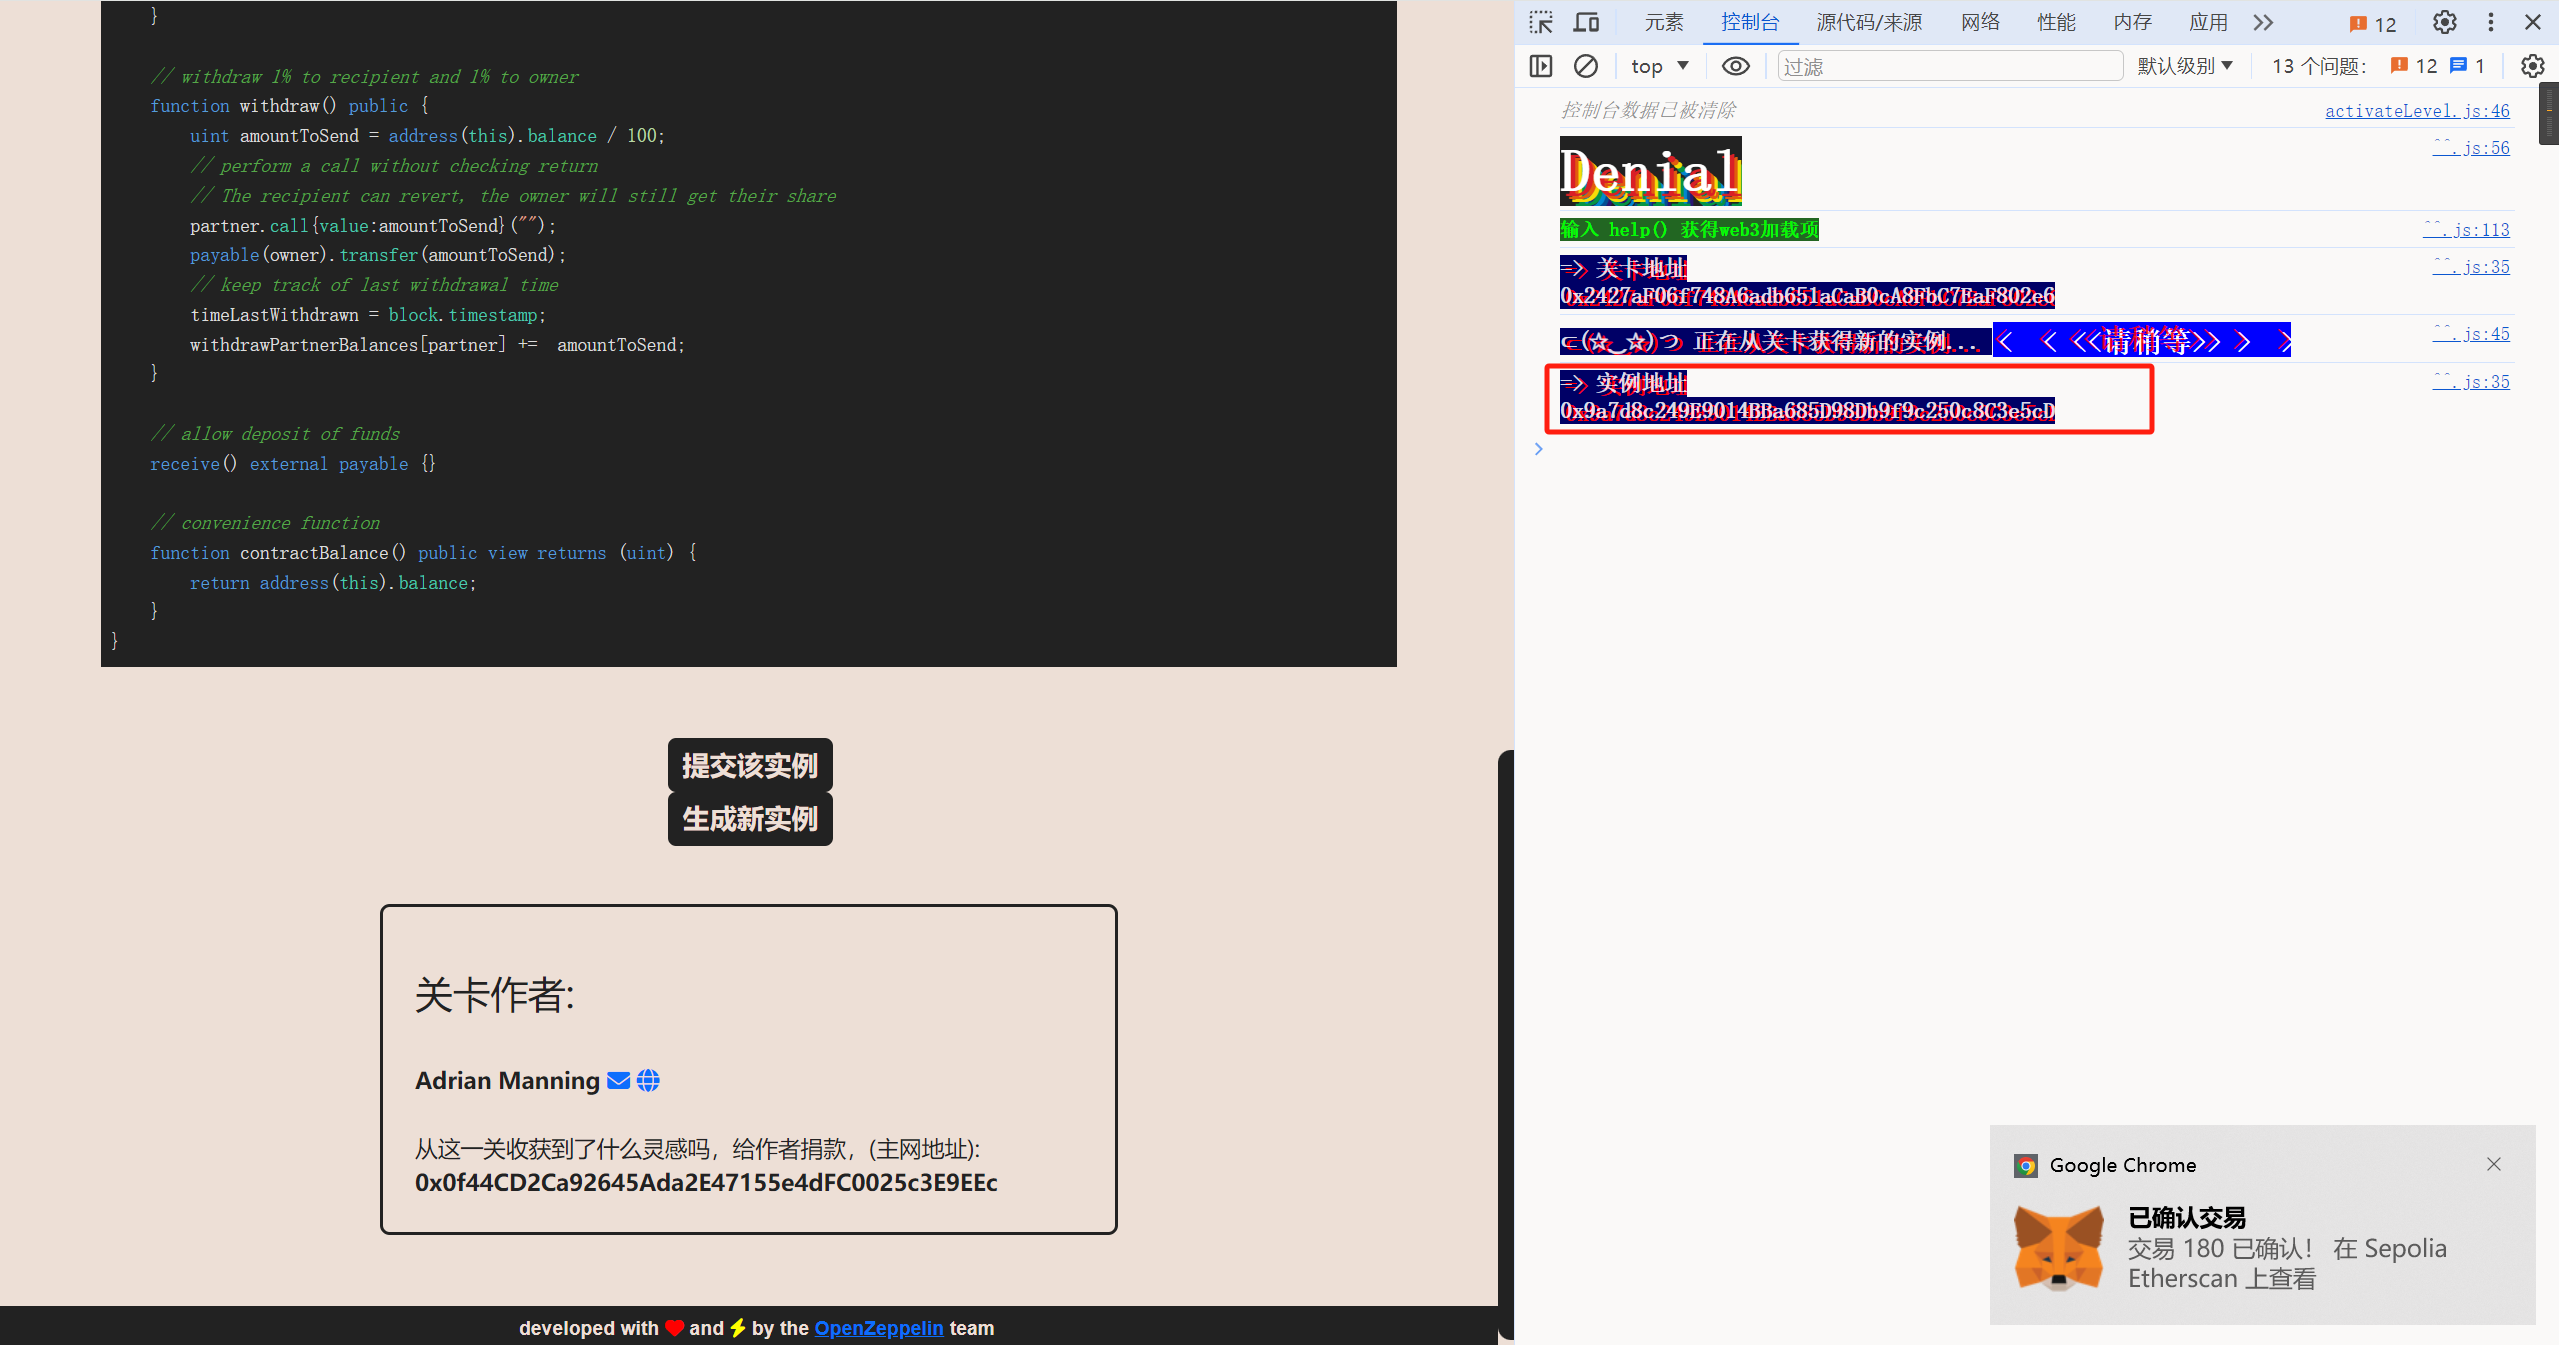 }
// withdraw 1% to recipient and 1% to owner
function withdraw() public {
uint amountToSend = address(this).balance / 100;
// perform a call without checking return
// The recipient can revert, the owner will still get their share
partner.call{value:amountToSend}("");
payable(owner).transfer(amountToSend);
// keep track of last withdrawal time
timeLastWithdrawn = block.timestamp;
withdrawPartnerBalances[partner] +=  amountToSend;
}
// allow deposit of funds
receive() external payable {}
// convenience function
function contractBalance() public view returns (uint) {
return address(this).balance;
}
}
提交该实例
生成新实例
关卡作者:
Adrian Manning
从这一关收获到了什么灵感吗，给作者捐款，(主网地址):
0x0f44CD2Ca92645Ada2E47155e4dFC0025c3E9EEc
developed with ❤ and ⚡ by the OpenZeppelin team
元素 控制台 源代码/来源 网络 性能 内存 应用 12
top 过滤 默认级别 13 个问题: 12 1
控制台数据已被清除 activateLevel.js:46
Denial ^^.js:56
输入 help() 获得web3加载项 ^^.js:113
=> 关卡地址 ^^.js:35
0x2427aF06f748A6adb651aCaB0cA8FbC7EaF802e6
⊂(☆‿☆)つ 正在从关卡获得新的实例... < < <<请稍等>> > > ^^.js:45
=> 实例地址 ^^.js:35
0x9a7d8c249E9014BBa685D98Db9f9c250c8C3e5cD
Google Chrome
已确认交易
交易 180 已确认！ 在 Sepolia
Etherscan 上查看